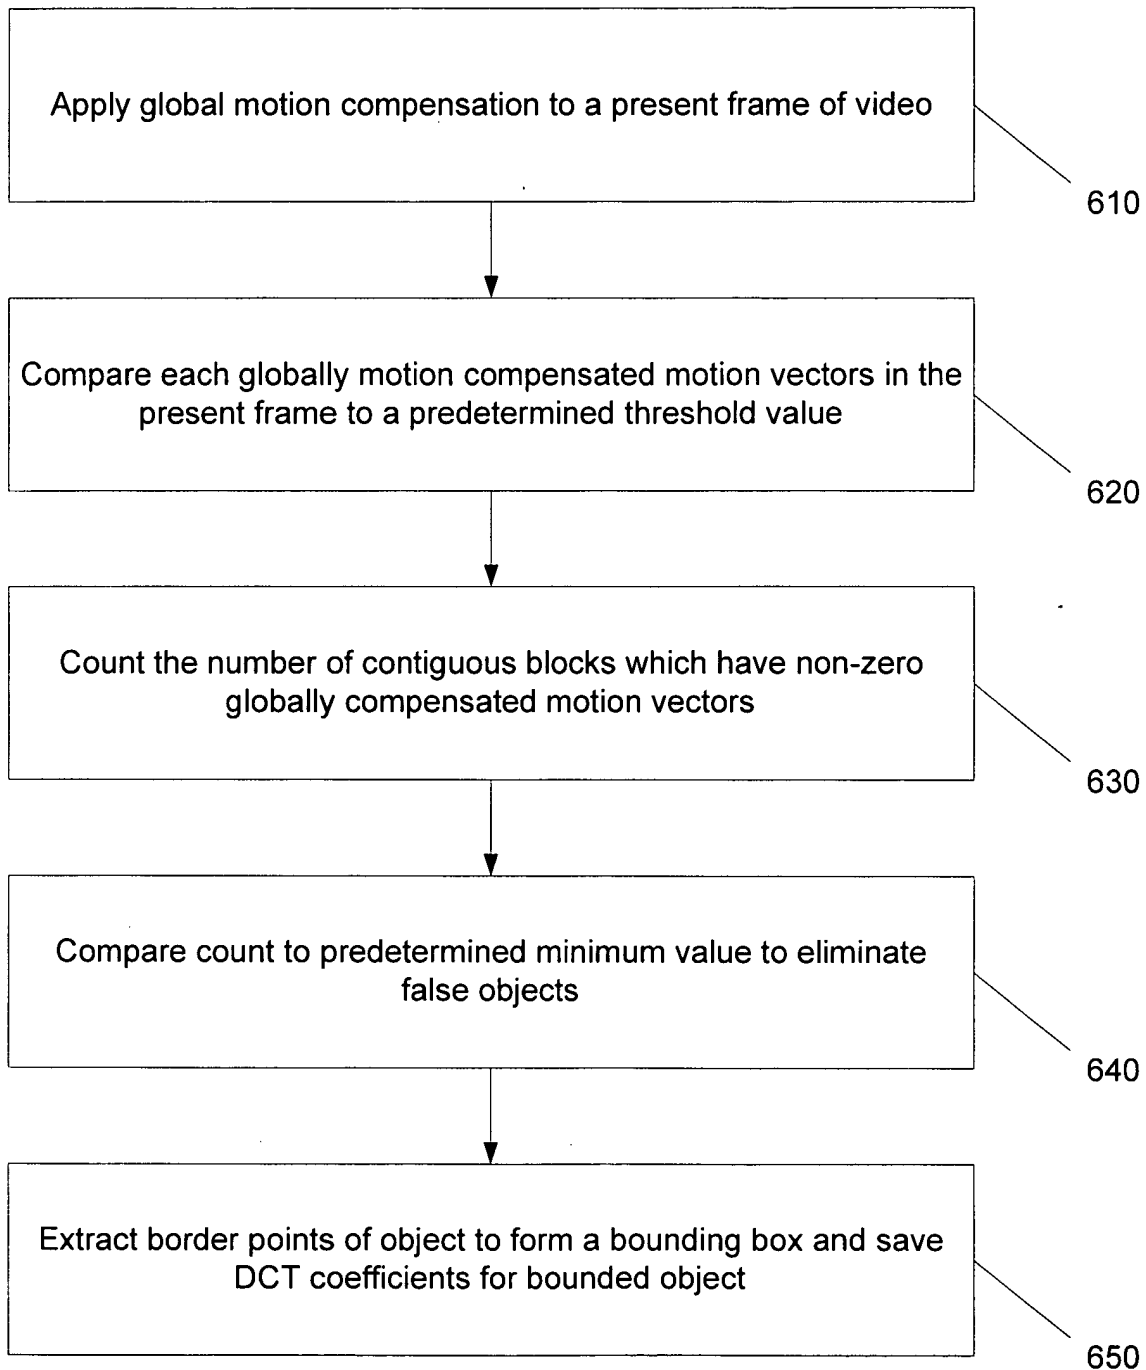 Apply global motion compensation to a present frame of video
610
Compare each globally motion compensated motion vectors in the
present frame to a predetermined threshold value
620
Count the number of contiguous blocks which have non-zero
globally compensated motion vectors
630
Compare count to predetermined minimum value to eliminate
false objects
640
Extract border points of object to form a bounding box and save
DCT coefficients for bounded object
650